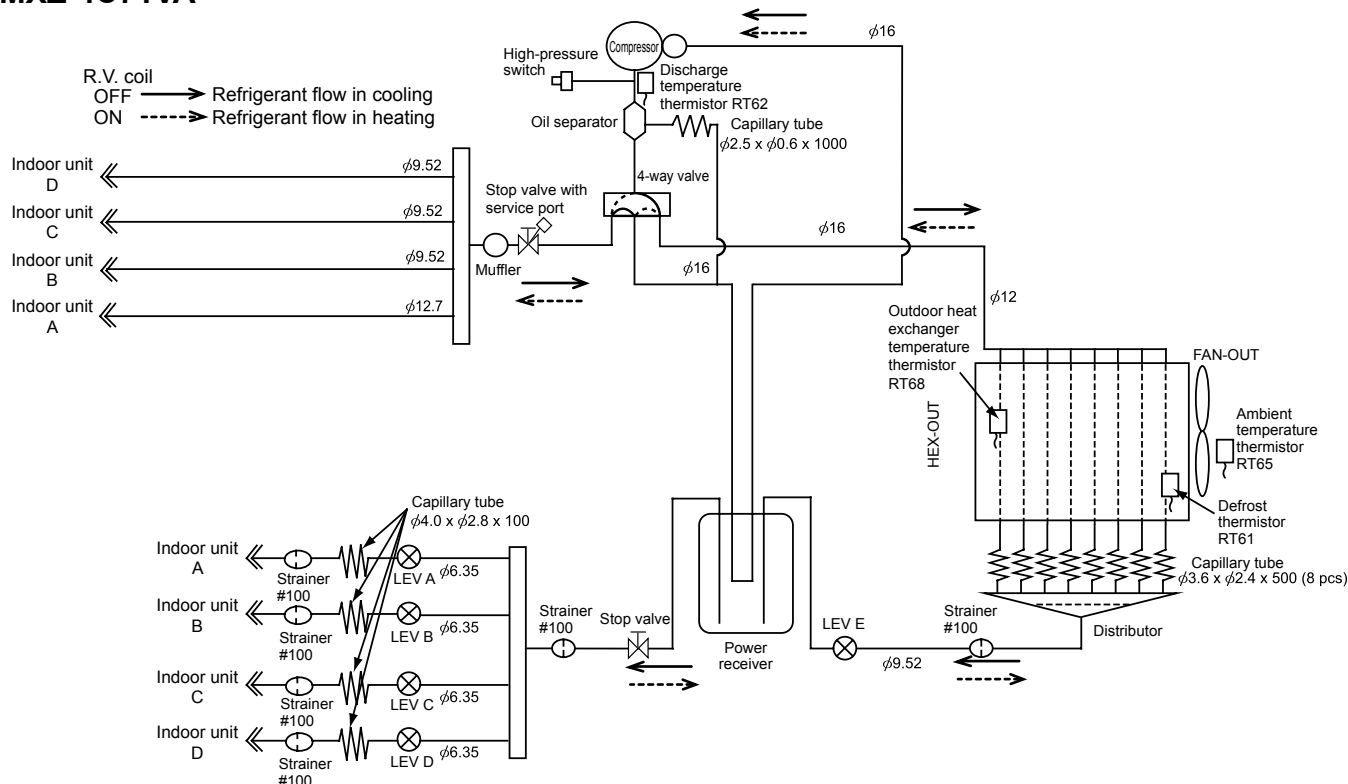 R.V. coil
OFF Refrigerant flow in cooling
ON Refrigerant flow in heating
Compressor
High-pressure
switch
Discharge
temperature
thermistor RT62
Oil separator
Capillary tube
ϕ2.5 x ϕ0.6 x 1000
ϕ16
Indoor unit
D
ϕ9.52
Indoor unit
C
ϕ9.52
Indoor unit
B
ϕ9.52
Indoor unit
A
ϕ12.7
Muffler
Stop valve with
service port
4-way valve
ϕ16
ϕ16
ϕ12
Outdoor heat
exchanger
temperature
thermistor
RT68
HEX-OUT
FAN-OUT
Ambient
temperature
thermistor
RT65
Defrost
thermistor
RT61
Capillary tube
ϕ3.6 x ϕ2.4 x 500 (8 pcs)
Distributor
Strainer
#100
ϕ9.52
LEV E
Power
receiver
Stop valve
Strainer
#100
Capillary tube
ϕ4.0 x ϕ2.8 x 100
Indoor unit
A
Strainer
#100
LEV A
ϕ6.35
Indoor unit
B
Strainer
#100
LEV B
ϕ6.35
Indoor unit
C
Strainer
#100
LEV C
ϕ6.35
Indoor unit
D
Strainer
#100
LEV D
ϕ6.35